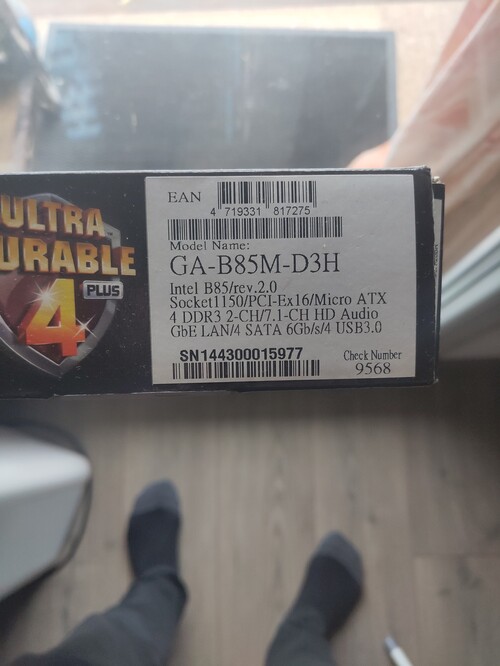 ULTRA
DURABLE
4 PLUS
EAN
4 719331 817275
Model Name:
GA-B85M-D3H
Intel B85/rev.2.0
Socket1150/PCI-Ex16/Micro ATX
4 DDR3 2-CH/7.1-CH HD Audio
GbE LAN/4 SATA 6Gb/s/4 USB3.0
SN144300015977
Check Number
9568